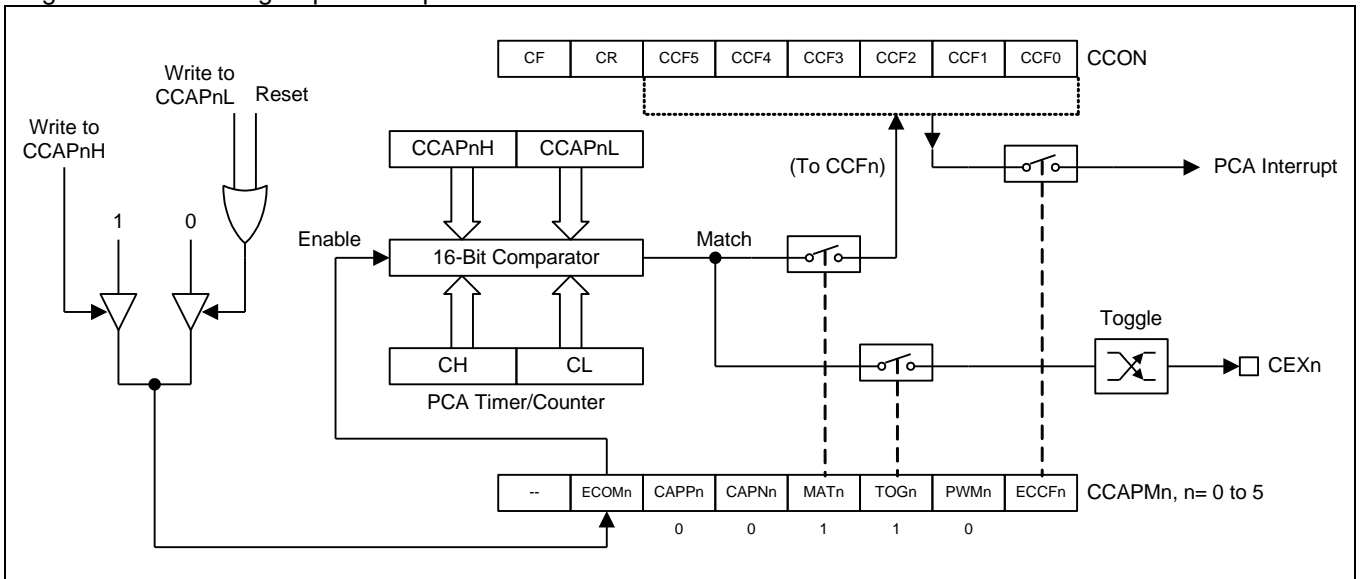 CF CR CCF5 CCF4 CCF3 CCF2 CCF1 CCF0 CCON
Write to
CCAPnL
Reset
Write to
CCAPnH
CCAPnH CCAPnL
(To CCFn)
PCA Interrupt
1 0
Enable
16-Bit Comparator
Match
Toggle
CH CL
CEXn
PCA Timer/Counter
-- ECOMn CAPPn CAPNn MATn TOGn PWMn ECCFn CCAPMn, n= 0 to 5
0 0 1 1 0